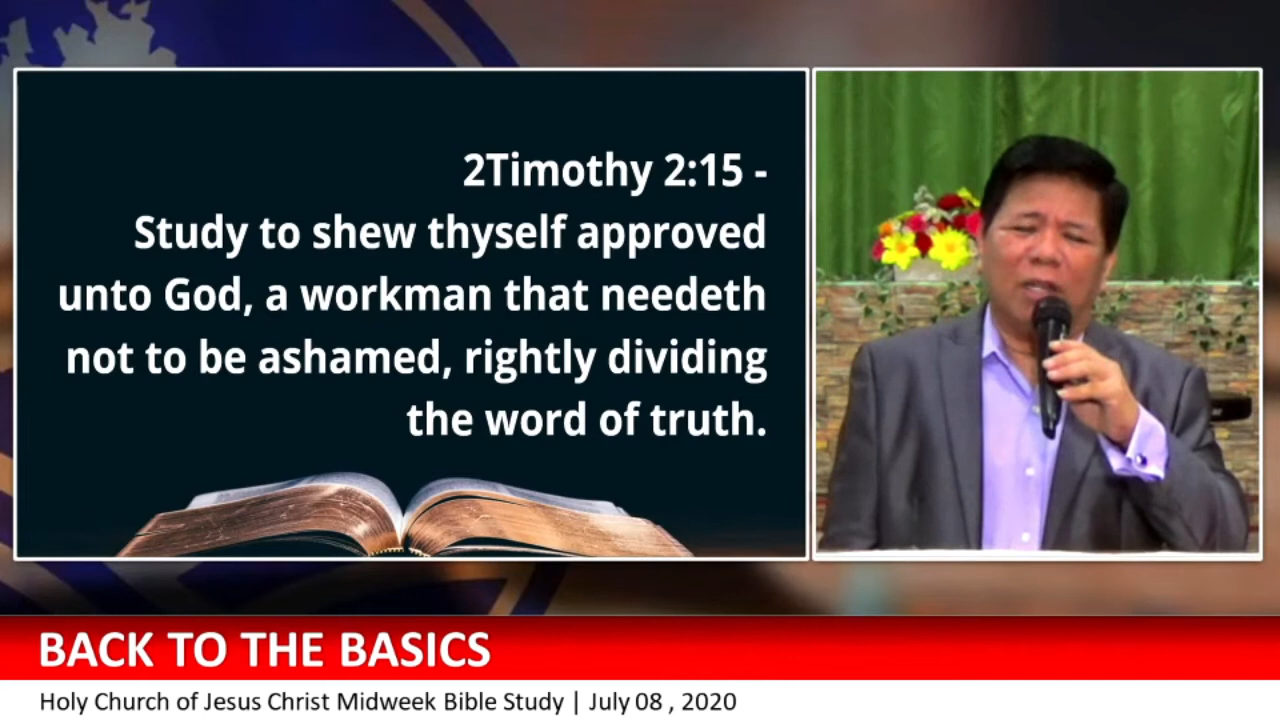 2Timothy 2:15 -
Study to shew thyself approved
unto God, a workman that needeth
not to be ashamed, rightly dividing
the word of truth.
BACK TO THE BASICS
Holy Church of Jesus Christ Midweek Bible Study | July 08 , 2020